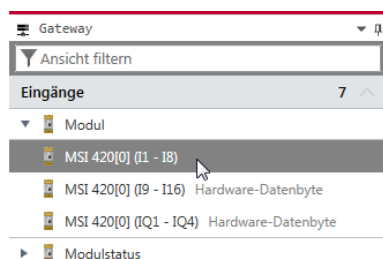 Gateway
Ansicht filtern
Eingänge 7
Modul
MSI 420[0] (I1 - I8)
MSI 420[0] (I9 - I16) Hardware-Datenbyte
MSI 420[0] (IQ1 - IQ4) Hardware-Datenbyte
Modulstatus